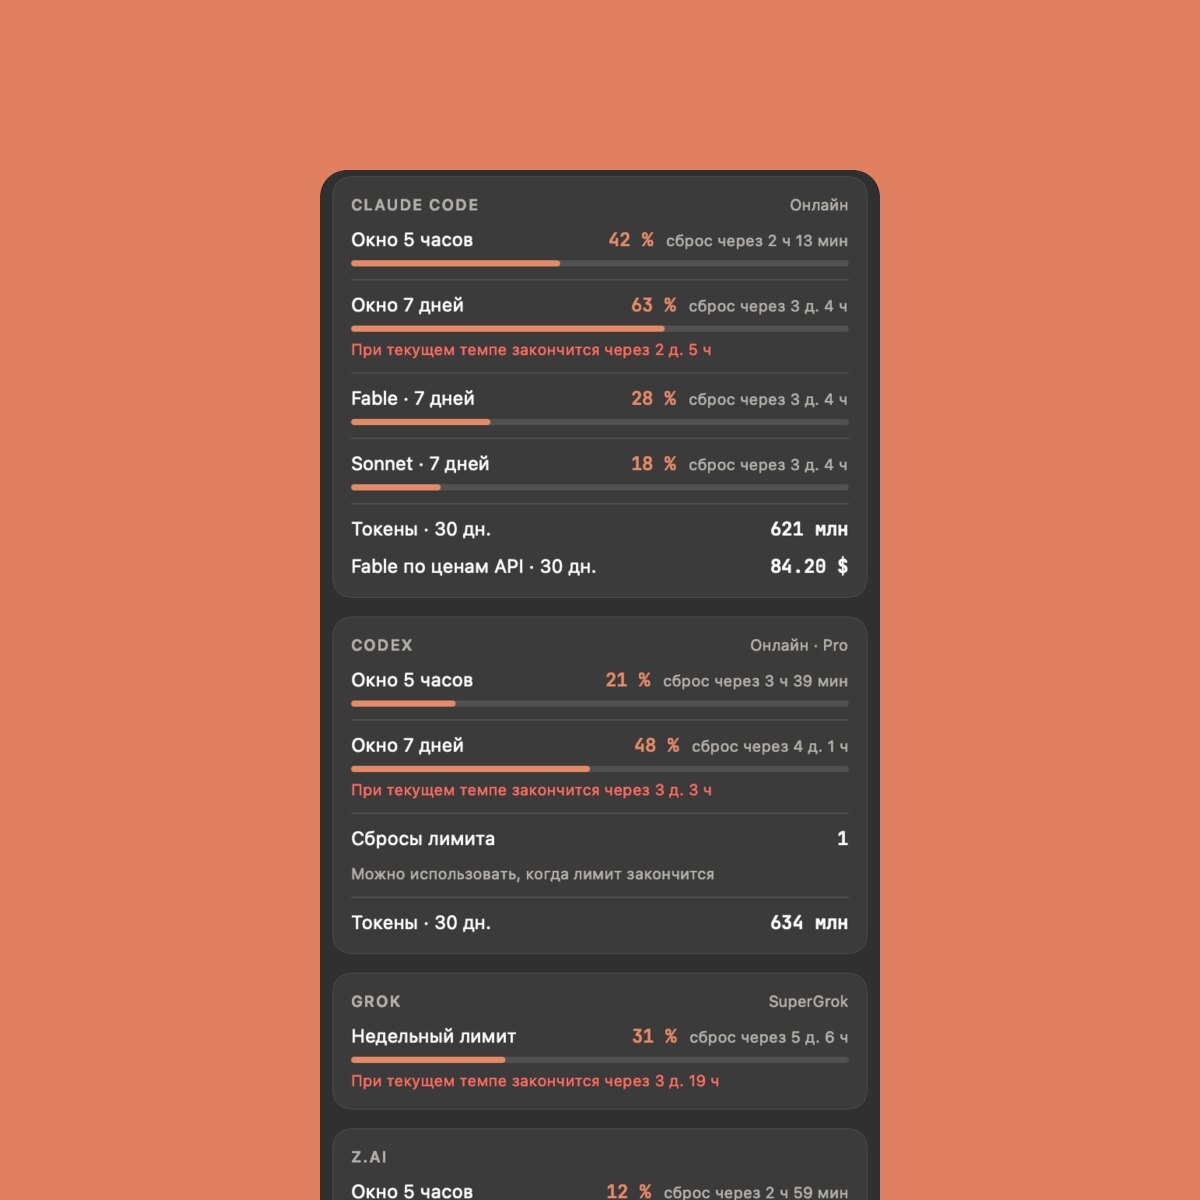 CLAUDE CODE Онлайн
Окно 5 часов 42 % сброс через 2 ч 13 мин
Окно 7 дней 63 % сброс через 3 д. 4 ч
При текущем темпе закончится через 2 д. 5 ч
Fable · 7 дней 28 % сброс через 3 д. 4 ч
Sonnet · 7 дней 18 % сброс через 3 д. 4 ч
Токены · 30 дн. 621 млн
Fable по ценам API · 30 дн. 84.20 $
CODEX Онлайн · Pro
Окно 5 часов 21 % сброс через 3 ч 39 мин
Окно 7 дней 48 % сброс через 4 д. 1 ч
При текущем темпе закончится через 3 д. 3 ч
Сбросы лимита 1
Можно использовать, когда лимит закончится
Токены · 30 дн. 634 млн
GROK SuperGrok
Недельный лимит 31 % сброс через 5 д. 6 ч
При текущем темпе закончится через 3 д. 19 ч
Z.AI
Окно 5 часов 12 % сброс через 2 ч 59 мин